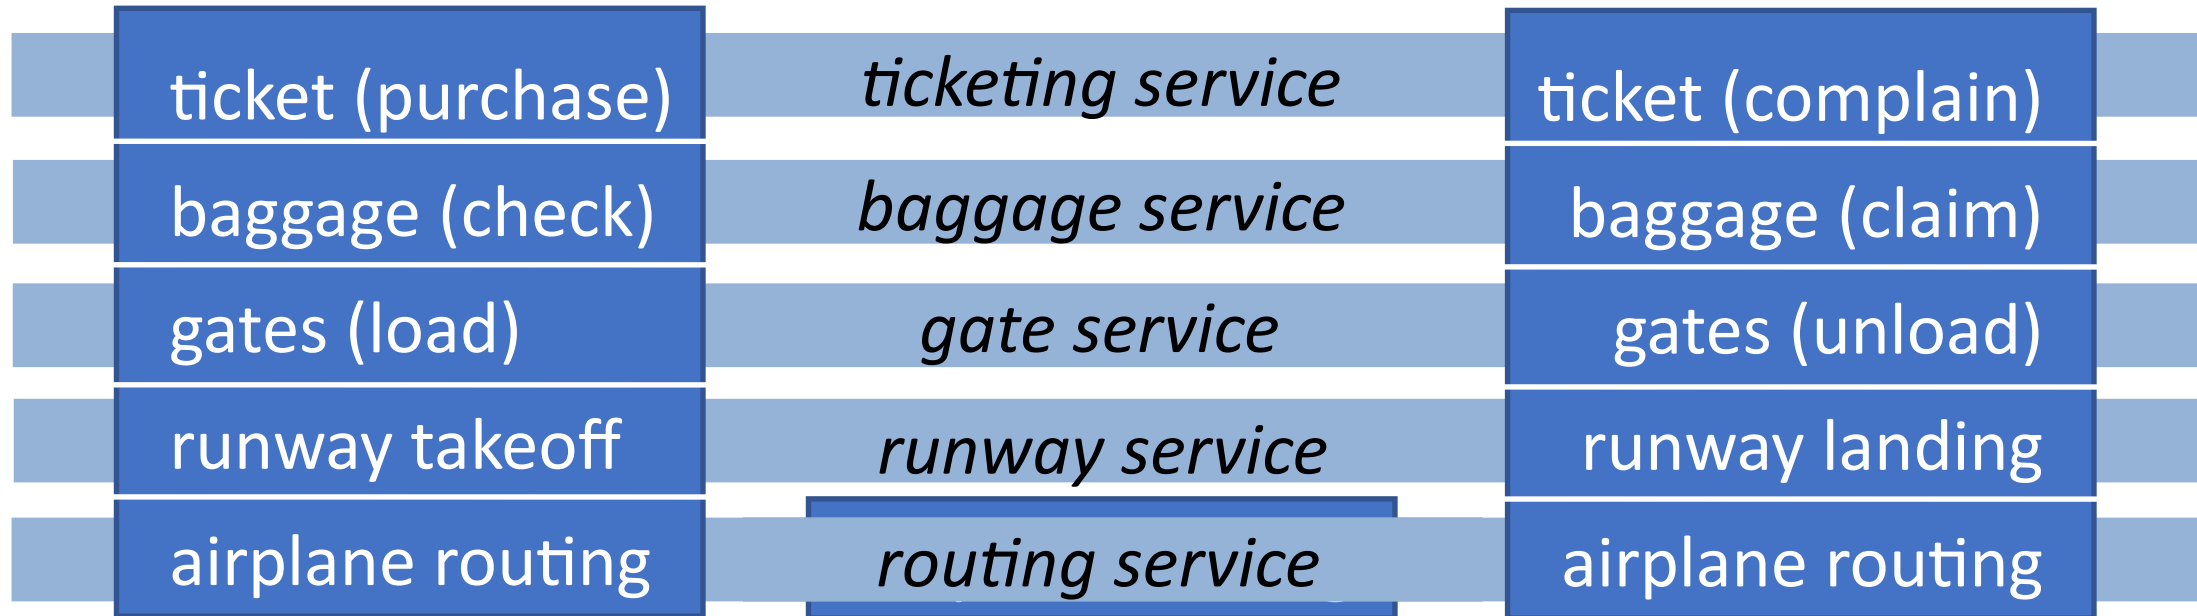 ticket (purchase) ticketing service ticket (complain)
baggage (check) baggage service baggage (claim)
gates (load) gate service gates (unload)
runway takeoff runway service runway landing
airplane routing routing service airplane routing